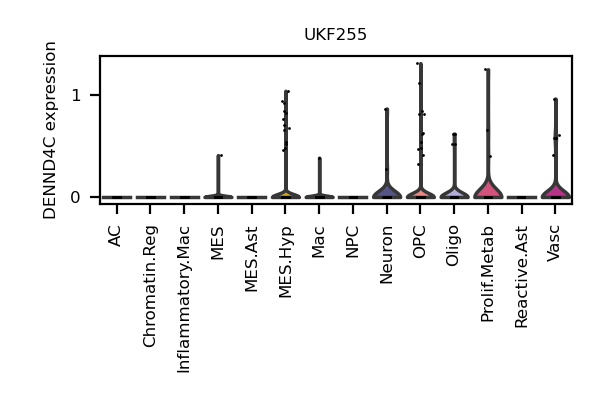 UKF255
DENND4C expression
1
0
AC
Chromatin.Reg
Inflammatory.Mac
MES
MES.Ast
MES.Hyp
Mac
NPC
Neuron
OPC
Oligo
Prolif.Metab
Reactive.Ast
Vasc